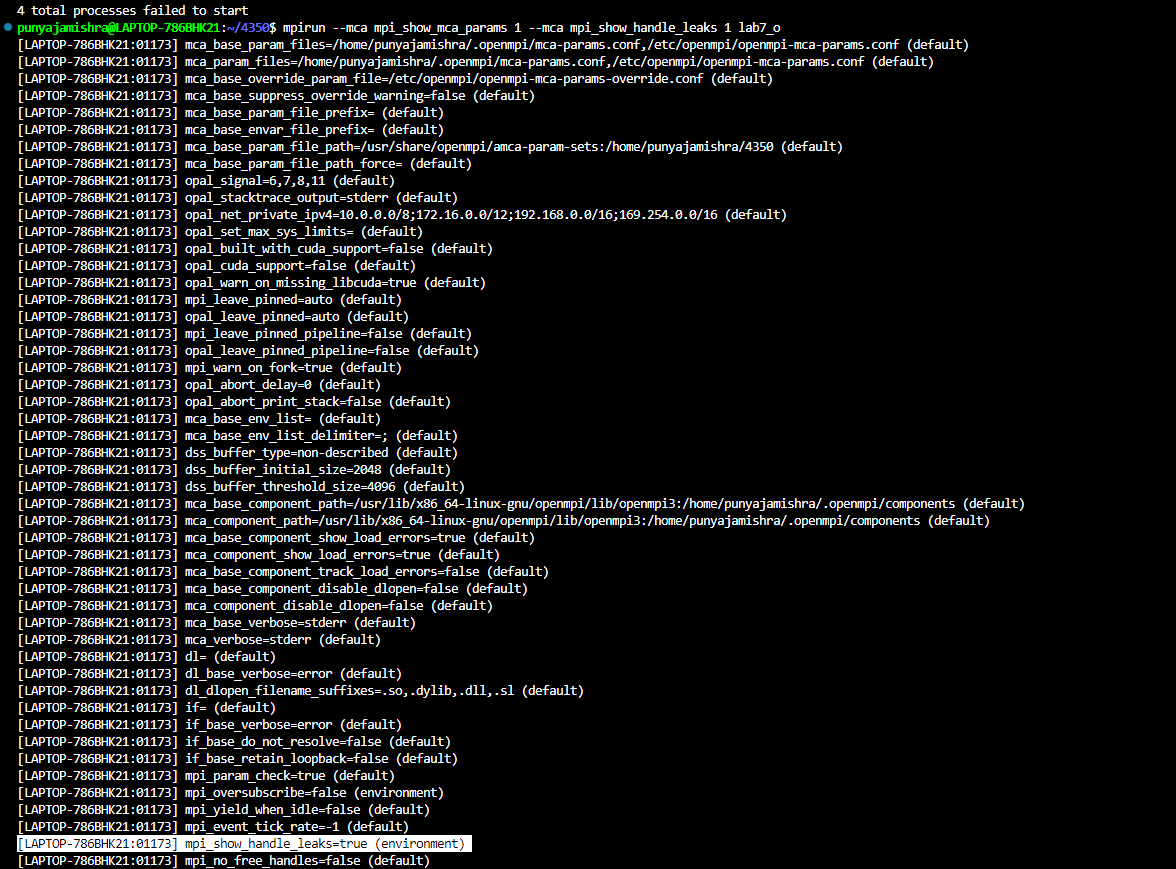 4 total processes failed to start
punyajamishra@LAPTOP-786BHK21:~/4350$ mpirun --mca mpi_show_mca_params 1 --mca mpi_show_handle_leaks 1 lab7_o
[LAPTOP-786BHK21:01173] mca_base_param_files=/home/punyajamishra/.openmpi/mca-params.conf,/etc/openmpi/openmpi-mca-params.conf (default)
[LAPTOP-786BHK21:01173] mca_param_files=/home/punyajamishra/.openmpi/mca-params.conf,/etc/openmpi/openmpi-mca-params.conf (default)
[LAPTOP-786BHK21:01173] mca_base_override_param_file=/etc/openmpi/openmpi-mca-params-override.conf (default)
[LAPTOP-786BHK21:01173] mca_base_suppress_override_warning=false (default)
[LAPTOP-786BHK21:01173] mca_base_param_file_prefix= (default)
[LAPTOP-786BHK21:01173] mca_base_envar_file_prefix= (default)
[LAPTOP-786BHK21:01173] mca_base_param_file_path=/usr/share/openmpi/amca-param-sets:/home/punyajamishra/4350 (default)
[LAPTOP-786BHK21:01173] mca_base_param_file_path_force= (default)
[LAPTOP-786BHK21:01173] opal_signal=6,7,8,11 (default)
[LAPTOP-786BHK21:01173] opal_stacktrace_output=stderr (default)
[LAPTOP-786BHK21:01173] opal_net_private_ipv4=10.0.0.0/8;172.16.0.0/12;192.168.0.0/16;169.254.0.0/16 (default)
[LAPTOP-786BHK21:01173] opal_set_max_sys_limits= (default)
[LAPTOP-786BHK21:01173] opal_built_with_cuda_support=false (default)
[LAPTOP-786BHK21:01173] opal_cuda_support=false (default)
[LAPTOP-786BHK21:01173] opal_warn_on_missing_libcuda=true (default)
[LAPTOP-786BHK21:01173] mpi_leave_pinned=auto (default)
[LAPTOP-786BHK21:01173] opal_leave_pinned=auto (default)
[LAPTOP-786BHK21:01173] mpi_leave_pinned_pipeline=false (default)
[LAPTOP-786BHK21:01173] opal_leave_pinned_pipeline=false (default)
[LAPTOP-786BHK21:01173] mpi_warn_on_fork=true (default)
[LAPTOP-786BHK21:01173] opal_abort_delay=0 (default)
[LAPTOP-786BHK21:01173] opal_abort_print_stack=false (default)
[LAPTOP-786BHK21:01173] mca_base_env_list= (default)
[LAPTOP-786BHK21:01173] mca_base_env_list_delimiter=; (default)
[LAPTOP-786BHK21:01173] dss_buffer_type=non-described (default)
[LAPTOP-786BHK21:01173] dss_buffer_initial_size=2048 (default)
[LAPTOP-786BHK21:01173] dss_buffer_threshold_size=4096 (default)
[LAPTOP-786BHK21:01173] mca_base_component_path=/usr/lib/x86_64-linux-gnu/openmpi/lib/openmpi3:/home/punyajamishra/.openmpi/components (default)
[LAPTOP-786BHK21:01173] mca_component_path=/usr/lib/x86_64-linux-gnu/openmpi/lib/openmpi3:/home/punyajamishra/.openmpi/components (default)
[LAPTOP-786BHK21:01173] mca_base_component_show_load_errors=true (default)
[LAPTOP-786BHK21:01173] mca_component_show_load_errors=true (default)
[LAPTOP-786BHK21:01173] mca_base_component_track_load_errors=false (default)
[LAPTOP-786BHK21:01173] mca_base_component_disable_dlopen=false (default)
[LAPTOP-786BHK21:01173] mca_component_disable_dlopen=false (default)
[LAPTOP-786BHK21:01173] mca_base_verbose=stderr (default)
[LAPTOP-786BHK21:01173] mca_verbose=stderr (default)
[LAPTOP-786BHK21:01173] dl= (default)
[LAPTOP-786BHK21:01173] dl_base_verbose=error (default)
[LAPTOP-786BHK21:01173] dl_dlopen_filename_suffixes=.so,.dylib,.dll,.sl (default)
[LAPTOP-786BHK21:01173] if= (default)
[LAPTOP-786BHK21:01173] if_base_verbose=error (default)
[LAPTOP-786BHK21:01173] if_base_do_not_resolve=false (default)
[LAPTOP-786BHK21:01173] if_base_retain_loopback=false (default)
[LAPTOP-786BHK21:01173] mpi_param_check=true (default)
[LAPTOP-786BHK21:01173] mpi_oversubscribe=false (environment)
[LAPTOP-786BHK21:01173] mpi_yield_when_idle=false (default)
[LAPTOP-786BHK21:01173] mpi_event_tick_rate=-1 (default)
[LAPTOP-786BHK21:01173] mpi_show_handle_leaks=true (environment)
[LAPTOP-786BHK21:01173] mpi_no_free_handles=false (default)